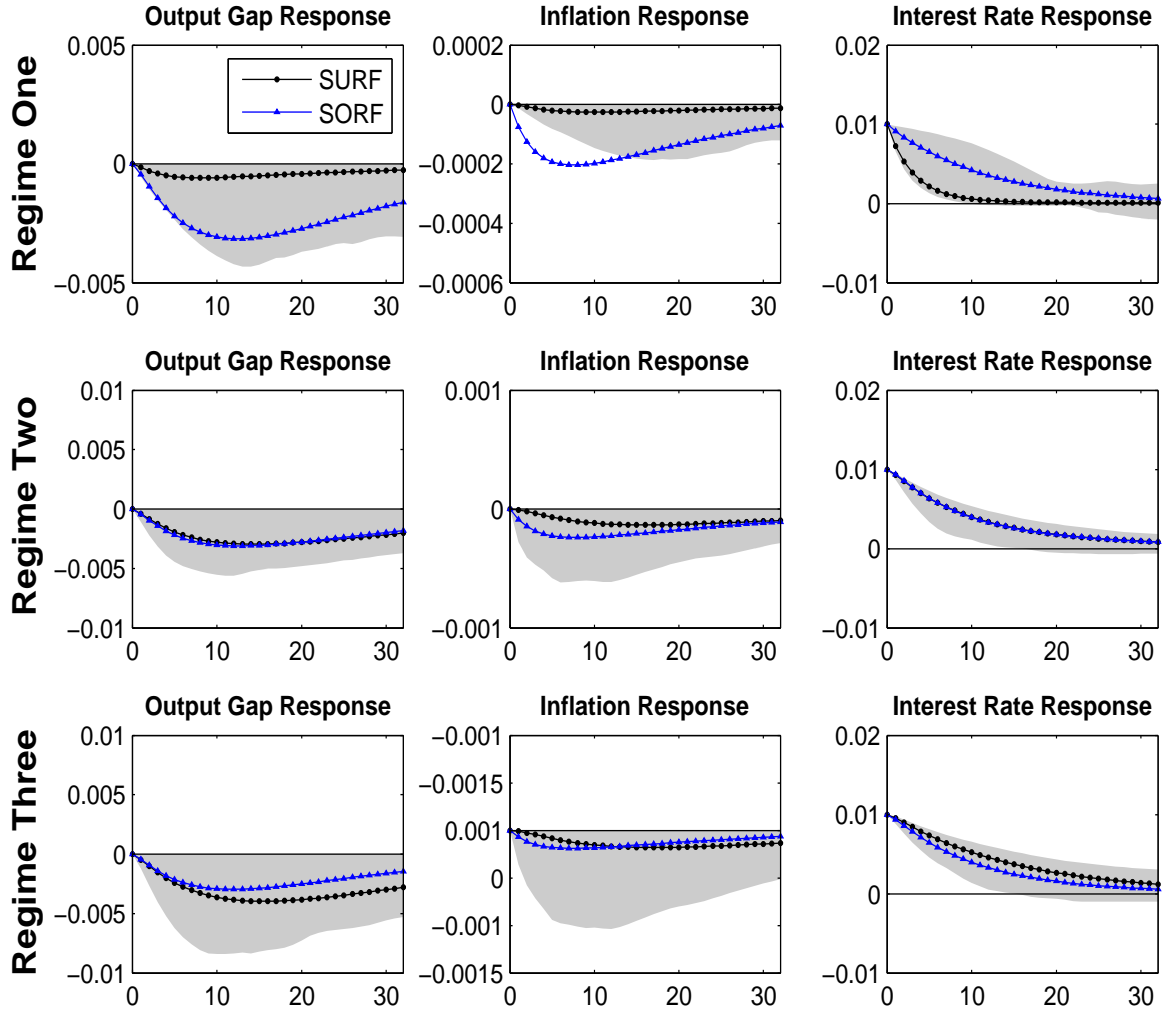 Output Gap Response
Inflation Response
Interest Rate Response
Regime One
0.005
0
−0.005
0 10 20 30
SURF
SORF
0.0002
0
−0.0002
−0.0004
−0.0006
0 10 20 30
0.02
0.01
0
−0.01
0 10 20 30
Output Gap Response
Inflation Response
Interest Rate Response
Regime Two
0.01
0.005
0
−0.005
−0.01
0 10 20 30
0.001
0
−0.001
0 10 20 30
0.02
0.01
0
−0.01
0 10 20 30
Output Gap Response
Inflation Response
Interest Rate Response
Regime Three
0.01
0.005
0
−0.005
−0.01
0 10 20 30
−0.001
−0.0015
0.001
0
−0.001
−0.0015
0 10 20 30
0.02
0.01
0
−0.01
0 10 20 30